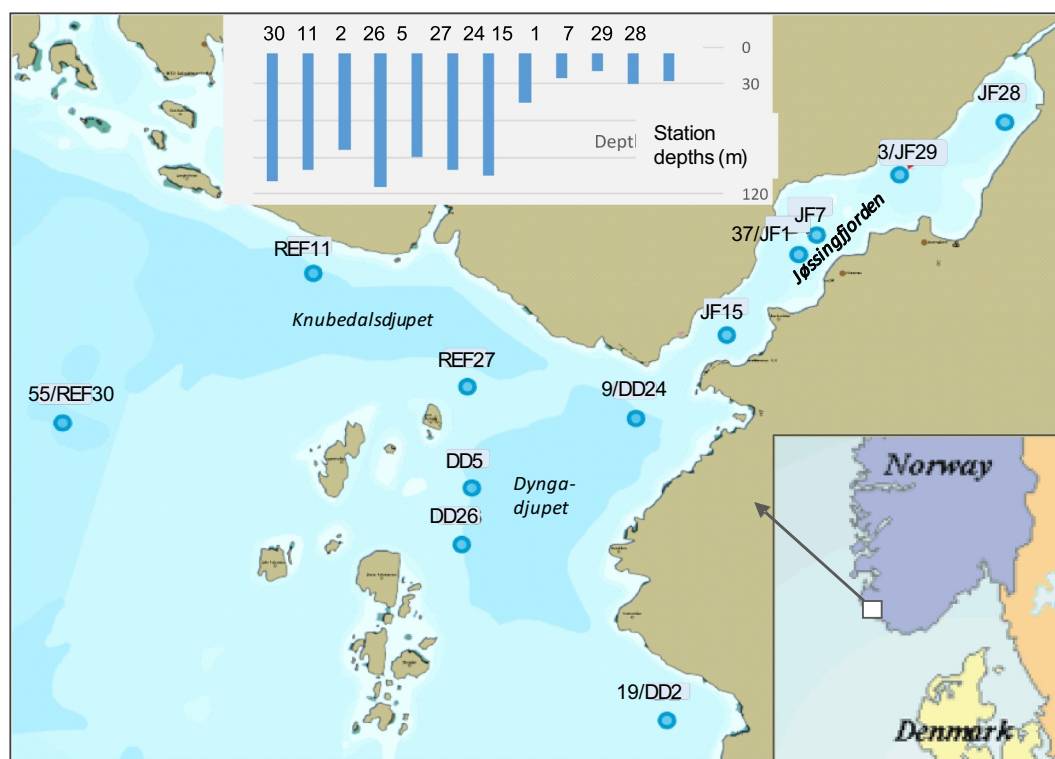 30 11 2 26 5 27 24 15 1 7 29 28
0
30
Depth
Station
depths (m)
120
JF28
3/JF29
JF7
37/JF1
Jøssingfjorden
REF11
JF15
Knubedalsdjupet
REF27
55/REF30
9/DD24
DD5
Dynga-
djupet
DD26
Norway
19/DD2
Denmark